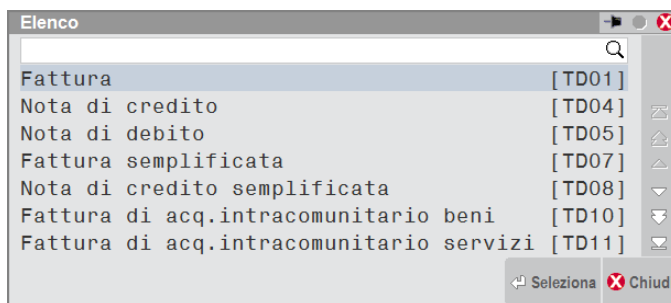 Elenco
Fattura [TD01]
Nota di credito [TD04]
Nota di debito [TD05]
Fattura semplificata [TD07]
Nota di credito semplificata [TD08]
Fattura di acq.intracomunitario beni [TD10]
Fattura di acq.intracomunitario servizi [TD11]
Seleziona Chiud